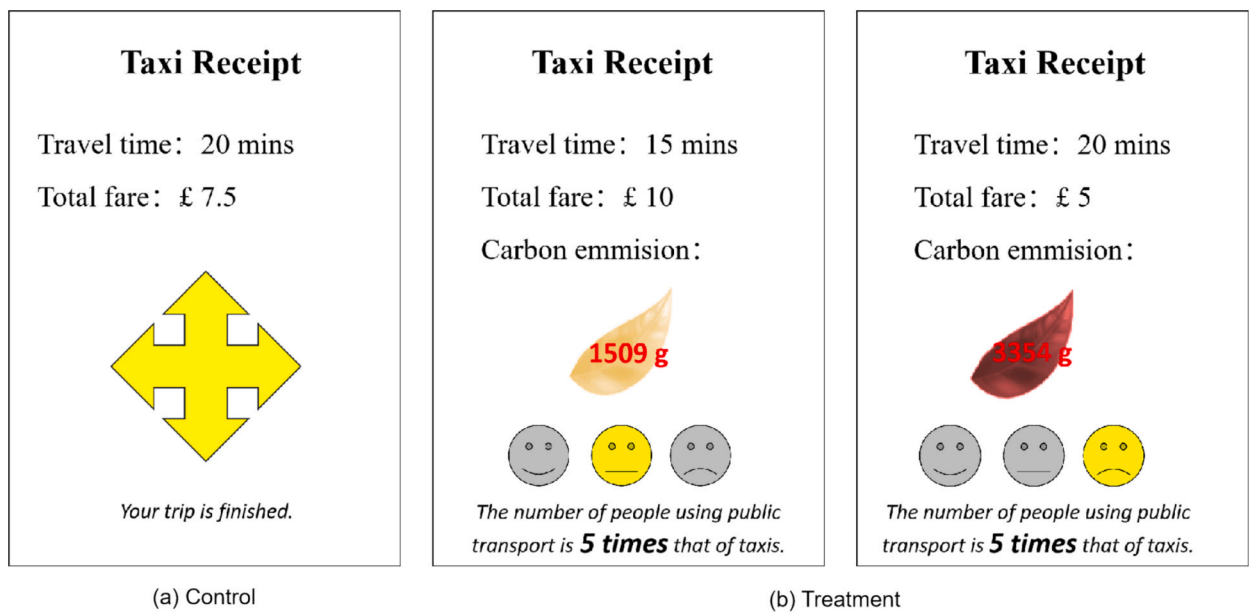 Taxi Receipt
Travel time: 20 mins
Total fare: £ 7.5
Your trip is finished.
(a) Control
Taxi Receipt
Travel time: 15 mins
Total fare: £ 10
Carbon emmision:
1509 g
The number of people using public
transport is 5 times that of taxis.
Taxi Receipt
Travel time: 20 mins
Total fare: £ 5
Carbon emmision:
3354 g
The number of people using public
transport is 5 times that of taxis.
(b) Treatment